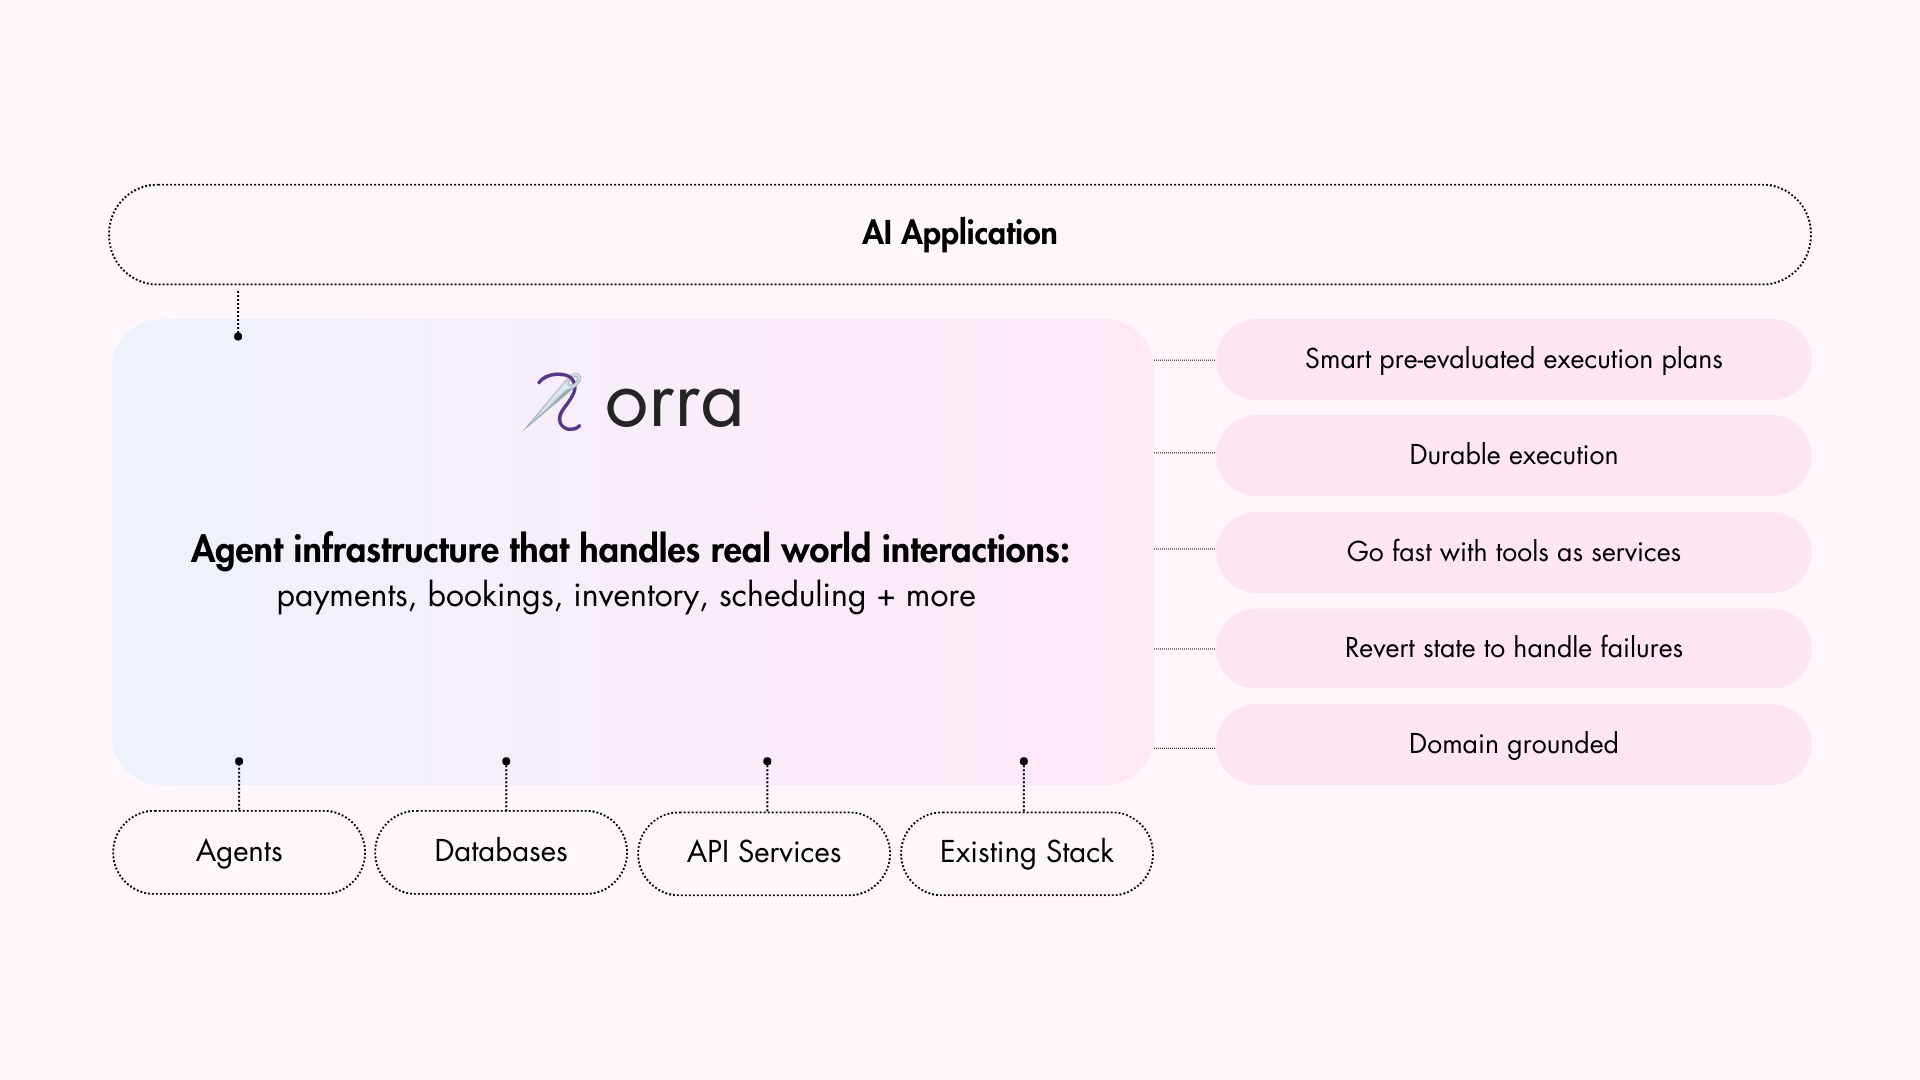 AI Application
orra
Agent infrastructure that handles real world interactions:
payments, bookings, inventory, scheduling + more
Smart pre-evaluated execution plans
Durable execution
Go fast with tools as services
Revert state to handle failures
Domain grounded
Agents
Databases
API Services
Existing Stack